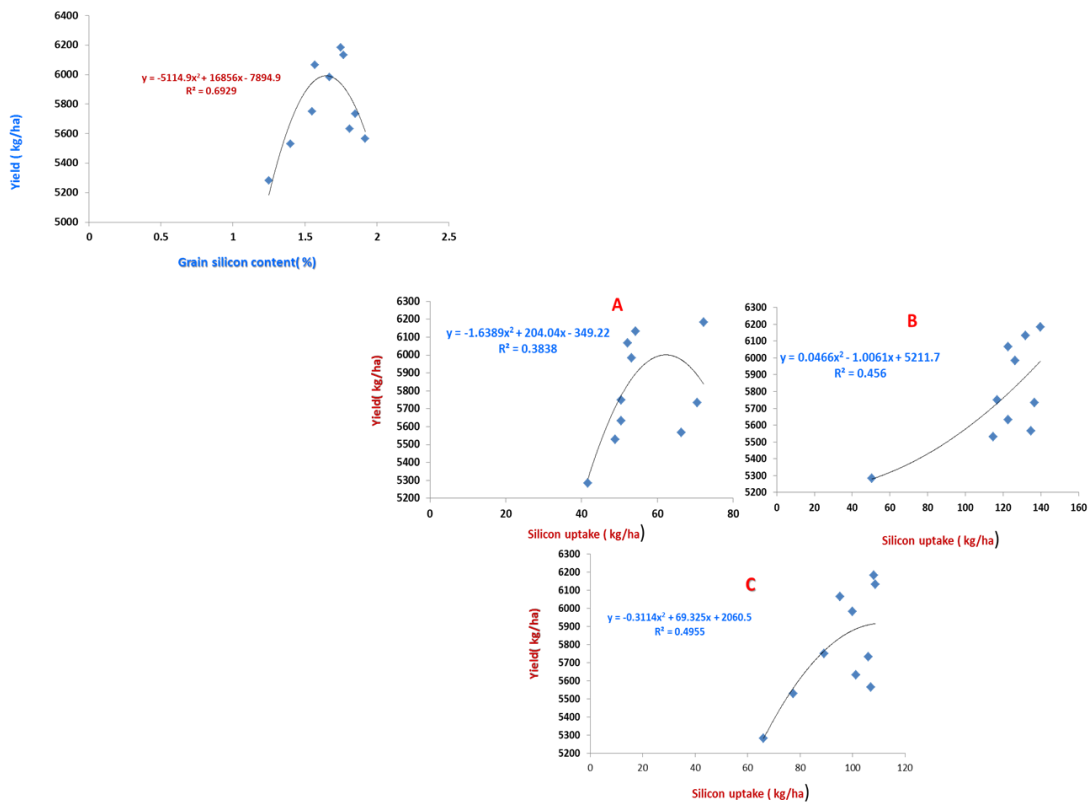 6400
6200
6000
5800
5600
5400
5200
5000
Yield ( kg/ha)
y = -5114.9x² + 16856x - 7894.9
R² = 0.6929
0 0.5 1 1.5 2 2.5
Grain silicon content( %)
A
6300
6200
6100
6000
5900
5800
5700
5600
5500
5400
5300
5200
Yield( kg/ha)
y = -1.6389x² + 204.04x - 349.22
R² = 0.3838
0 20 40 60 80
Silicon uptake ( kg/ha)
B
6300
6200
6100
6000
5900
5800
5700
5600
5500
5400
5300
5200
y = 0.0466x² - 1.0061x + 5211.7
R² = 0.456
0 20 40 60 80 100 120 140 160
Silicon uptake ( kg/ha)
C
6300
6200
6100
6000
5900
5800
5700
5600
5500
5400
5300
5200
Yield( kg/ha)
y = -0.3114x² + 69.325x + 2060.5
R² = 0.4955
0 20 40 60 80 100 120
Silicon uptake ( kg/ha)